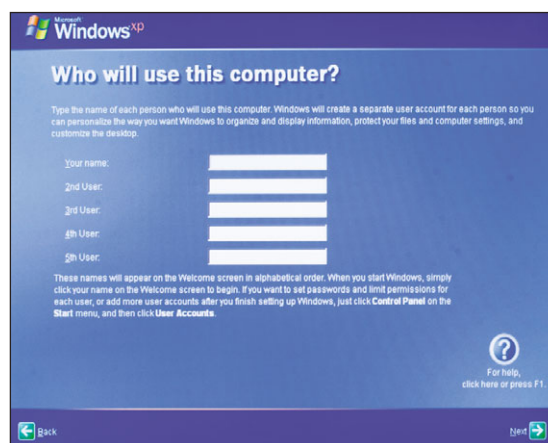 Microsoft
Windows xp
Who will use this computer?
Type the name of each person who will use this computer. Windows will create a separate user account for each person so you
can personalize the way you want Windows to organize and display information, protect your files and computer settings, and
customize the desktop.
Your name:
2nd User:
3rd User:
4th User:
5th User:
These names will appear on the Welcome screen in alphabetical order. When you start Windows, simply
click your name on the Welcome screen to begin. If you want to set passwords and limit permissions for
each user, or add more user accounts after you finish setting up Windows, just click Control Panel on the
Start menu, and then click User Accounts.
?
For help,
click here or press F1.
Back
Next